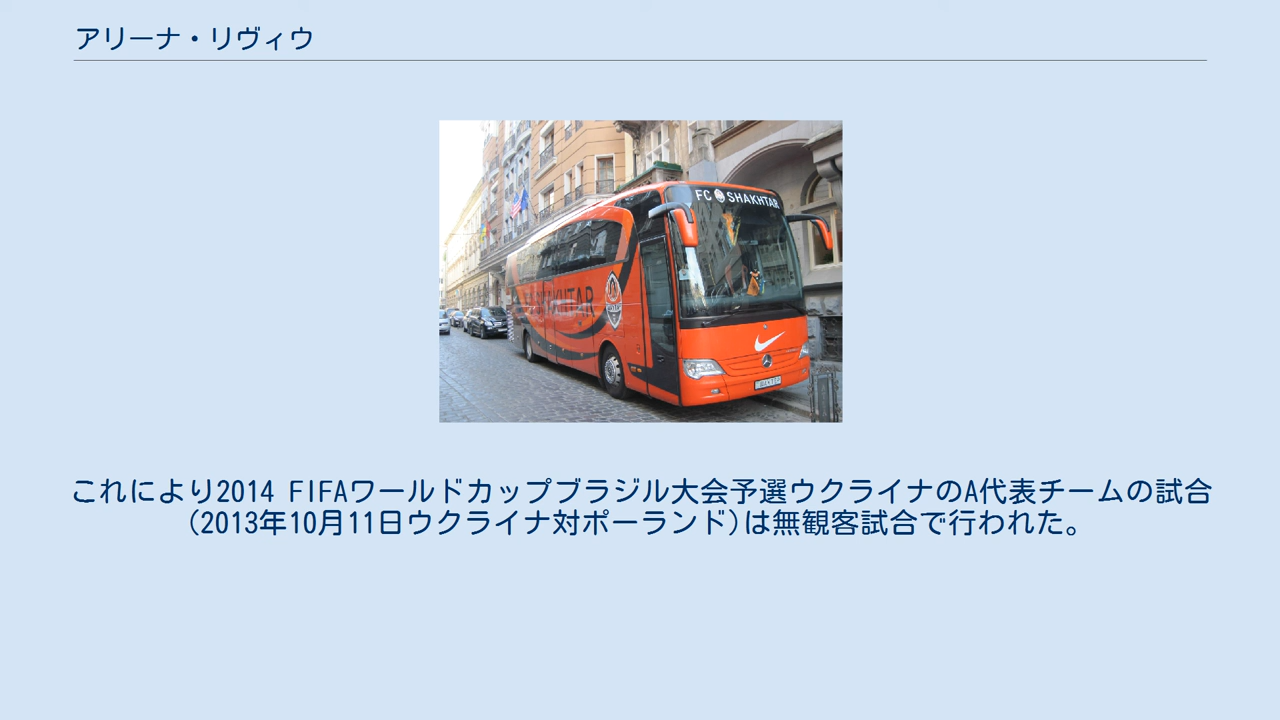 アリーナ・リヴィウ
FC SHAKHTAR
SHAKHTAR
これにより2014 FIFAワールドカップブラジル大会予選ウクライナのA代表チームの試合
(2013年10月11日ウクライナ対ポーランド)は無観客試合で行われた。